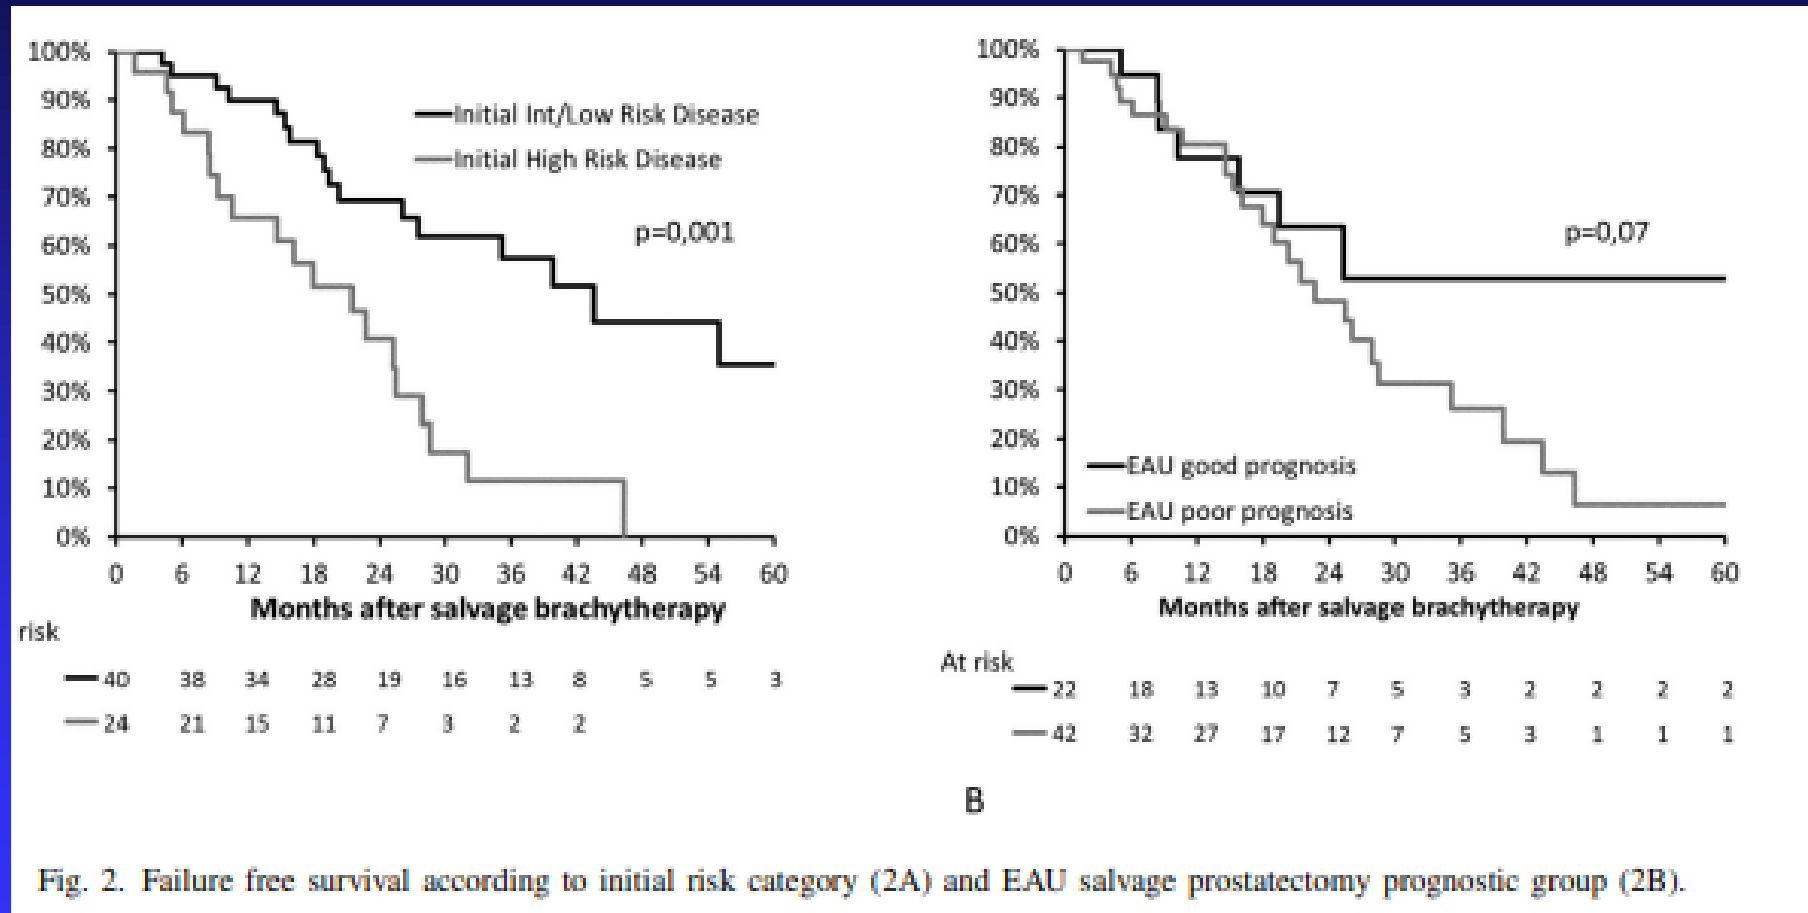 100%
90%
80%
70%
60%
50%
40%
30%
20%
10%
0%
Initial Int/Low Risk Disease
Initial High Risk Disease
p=0,001
0 6 12 18 24 30 36 42 48 54 60
Months after salvage brachytherapy
risk
40 38 34 28 19 16 13 8 5 5 3
24 21 15 11 7 3 2 2
100%
90%
80%
70%
60%
50%
40%
30%
20%
10%
0%
p=0,07
EAU good prognosis
EAU poor prognosis
0 6 12 18 24 30 36 42 48 54 60
Months after salvage brachytherapy
At risk
22 18 13 10 7 5 3 2 2 2 2
42 32 27 17 12 7 5 3 1 1 1
B
Fig. 2. Failure free survival according to initial risk category (2A) and EAU salvage prostatectomy prognostic group (2B).